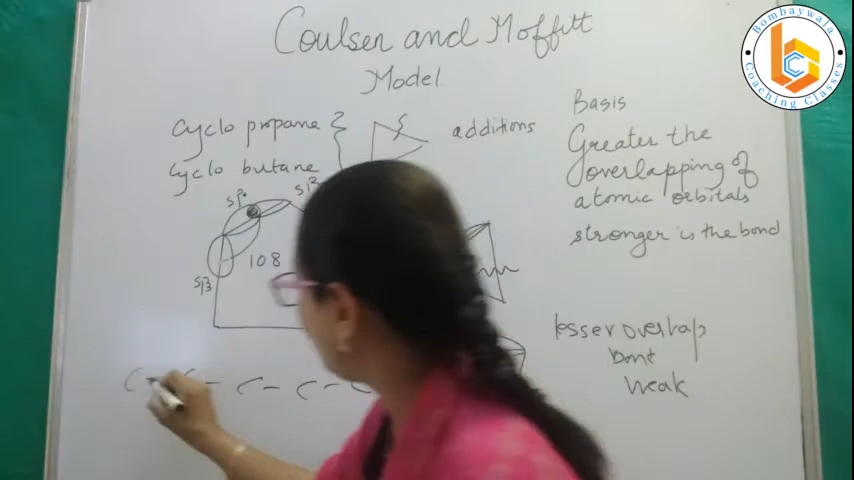 Coulsen and Moffitt
Model
Cyclo propane
additions
Cyclo butane
sp³
sp²
108
sp3
C - C - C - C - C
Basis
Greater the
overlapping of
atomic orbitals
stronger is the bond
lesser overlap
Bond
Weak
Bombaywala
Coaching Classes